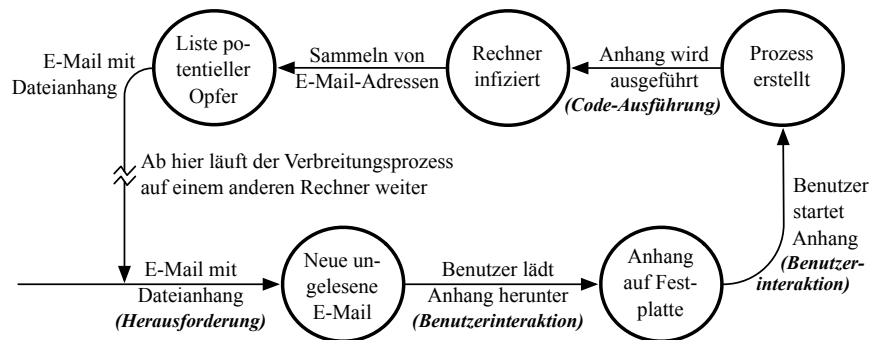 E-Mail mit
Dateianhang
Liste po-
tentieller
Opfer
Sammeln von
E-Mail-Adressen
Rechner
infiziert
Anhang wird
ausgeführt
(Code-Ausführung)
Prozess
erstellt
Ab hier läuft der Verbreitungsprozess
auf einem anderen Rechner weiter
Benutzer
startet
Anhang
(Benutzer-
interaktion)
E-Mail mit
Dateianhang
(Herausforderung)
Neue un-
gelesene
E-Mail
Benutzer lädt
Anhang herunter
(Benutzerinteraktion)
Anhang
auf Fest-
platte